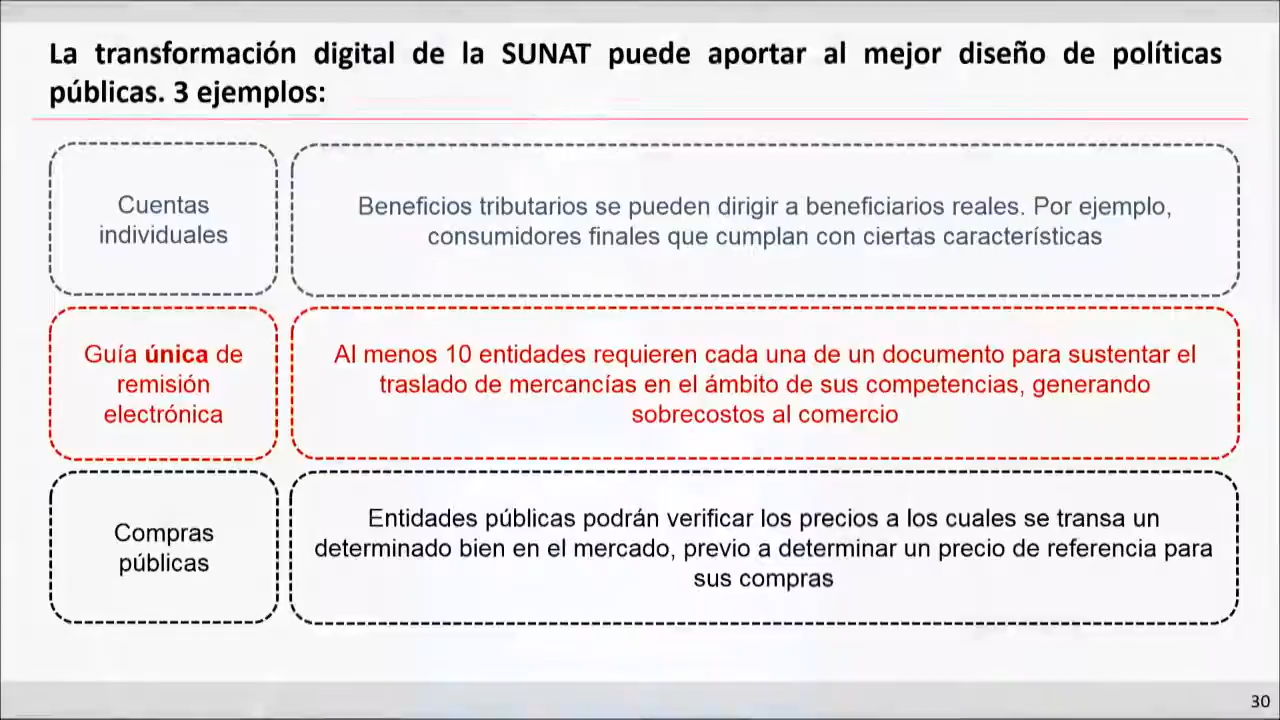 La transformación digital de la SUNAT puede aportar al mejor diseño de políticas
públicas. 3 ejemplos:
Cuentas
individuales
Beneficios tributarios se pueden dirigir a beneficiarios reales. Por ejemplo,
consumidores finales que cumplan con ciertas características
Guía única de
remisión
electrónica
Al menos 10 entidades requieren cada una de un documento para sustentar el
traslado de mercancías en el ámbito de sus competencias, generando
sobrecostos al comercio
Compras
públicas
Entidades públicas podrán verificar los precios a los cuales se transa un
determinado bien en el mercado, previo a determinar un precio de referencia para
sus compras
30